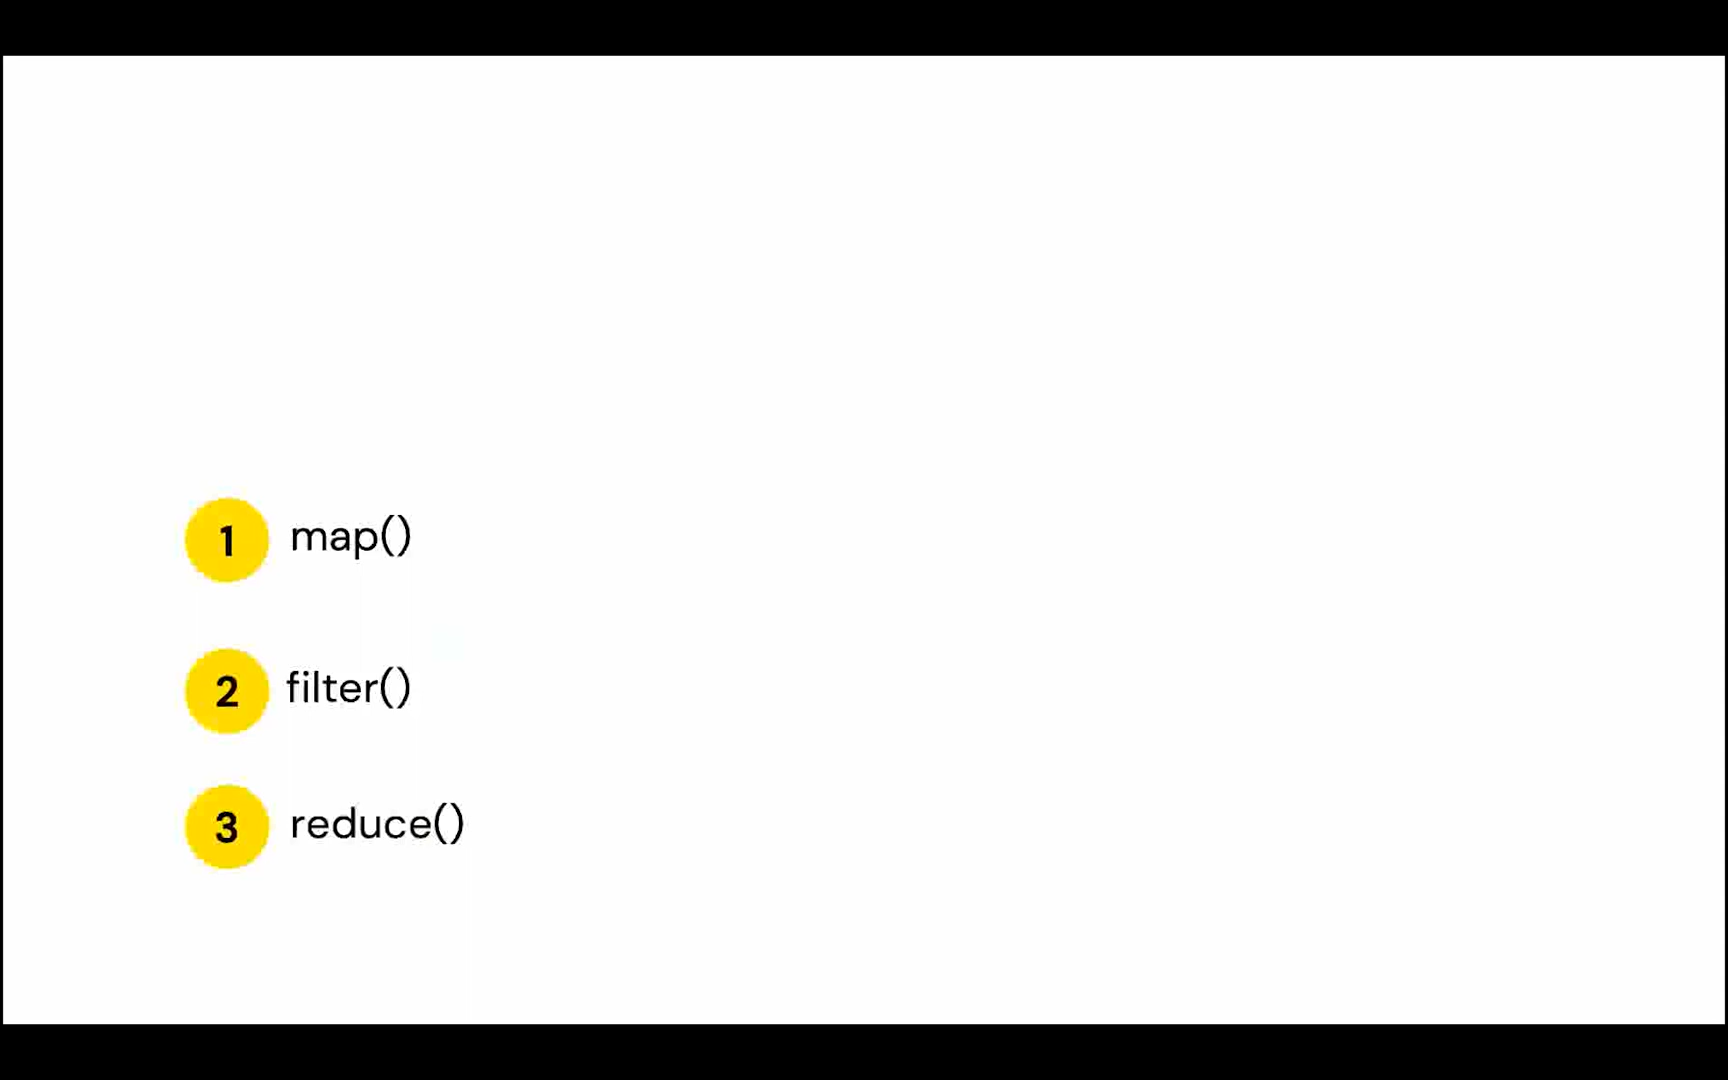 1 map()
2 filter()
3 reduce()